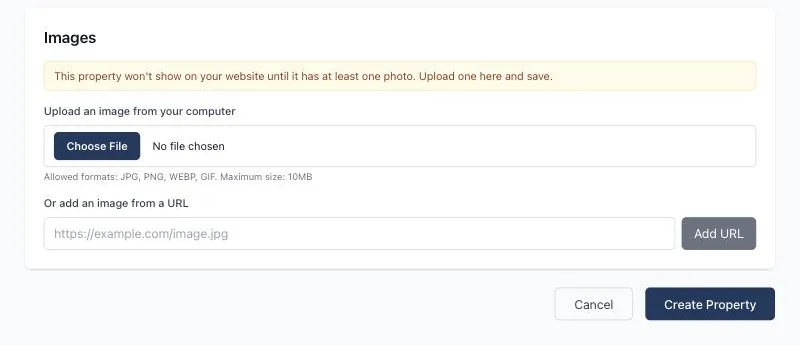 Images
This property won't show on your website until it has at least one photo. Upload one here and save.
Upload an image from your computer
Choose File No file chosen
Allowed formats: JPG, PNG, WEBP, GIF. Maximum size: 10MB
Or add an image from a URL
https://example.com/image.jpg Add URL
Cancel Create Property